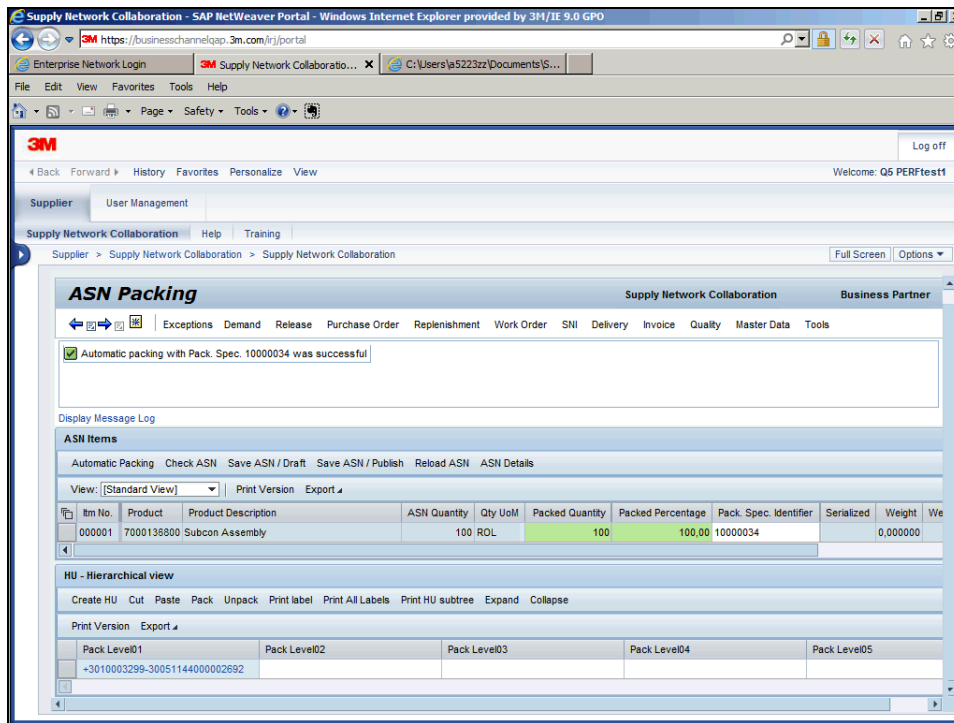 Supply Network Collaboration - SAP NetWeaver Portal - Windows Internet Explorer provided by 3M/IE 9.0 GPO
3M https://businesschannelqap.3m.com/irj/portal
Enterprise Network Login 3M Supply Network Collaboratio... X C:\Users\a5223zz\Documents\S...
File Edit View Favorites Tools Help
Page Safety Tools
3M Log off
Back Forward History Favorites Personalize View Welcome: Q5 PERFtest1
Supplier User Management
Supply Network Collaboration Help Training
Supplier > Supply Network Collaboration > Supply Network Collaboration Full Screen Options
ASN Packing Supply Network Collaboration Business Partner
Exceptions Demand Release Purchase Order Replenishment Work Order SNI Delivery Invoice Quality Master Data Tools
Automatic packing with Pack. Spec. 10000034 was successful
Display Message Log
ASN Items
Automatic Packing Check ASN Save ASN / Draft Save ASN / Publish Reload ASN ASN Details
View: [Standard View] Print Version Export
Itm No. Product Product Description ASN Quantity Qty UoM Packed Quantity Packed Percentage Pack. Spec. Identifier Serialized Weight We
000001 7000136800 Subcon Assembly 100 ROL 100 100,00 10000034 0,000000
HU - Hierarchical view
Create HU Cut Paste Pack Unpack Print label Print All Labels Print HU subtree Expand Collapse
Print Version Export
Pack Level01 Pack Level02 Pack Level03 Pack Level04 Pack Level05
+3010003299-30051144000002692